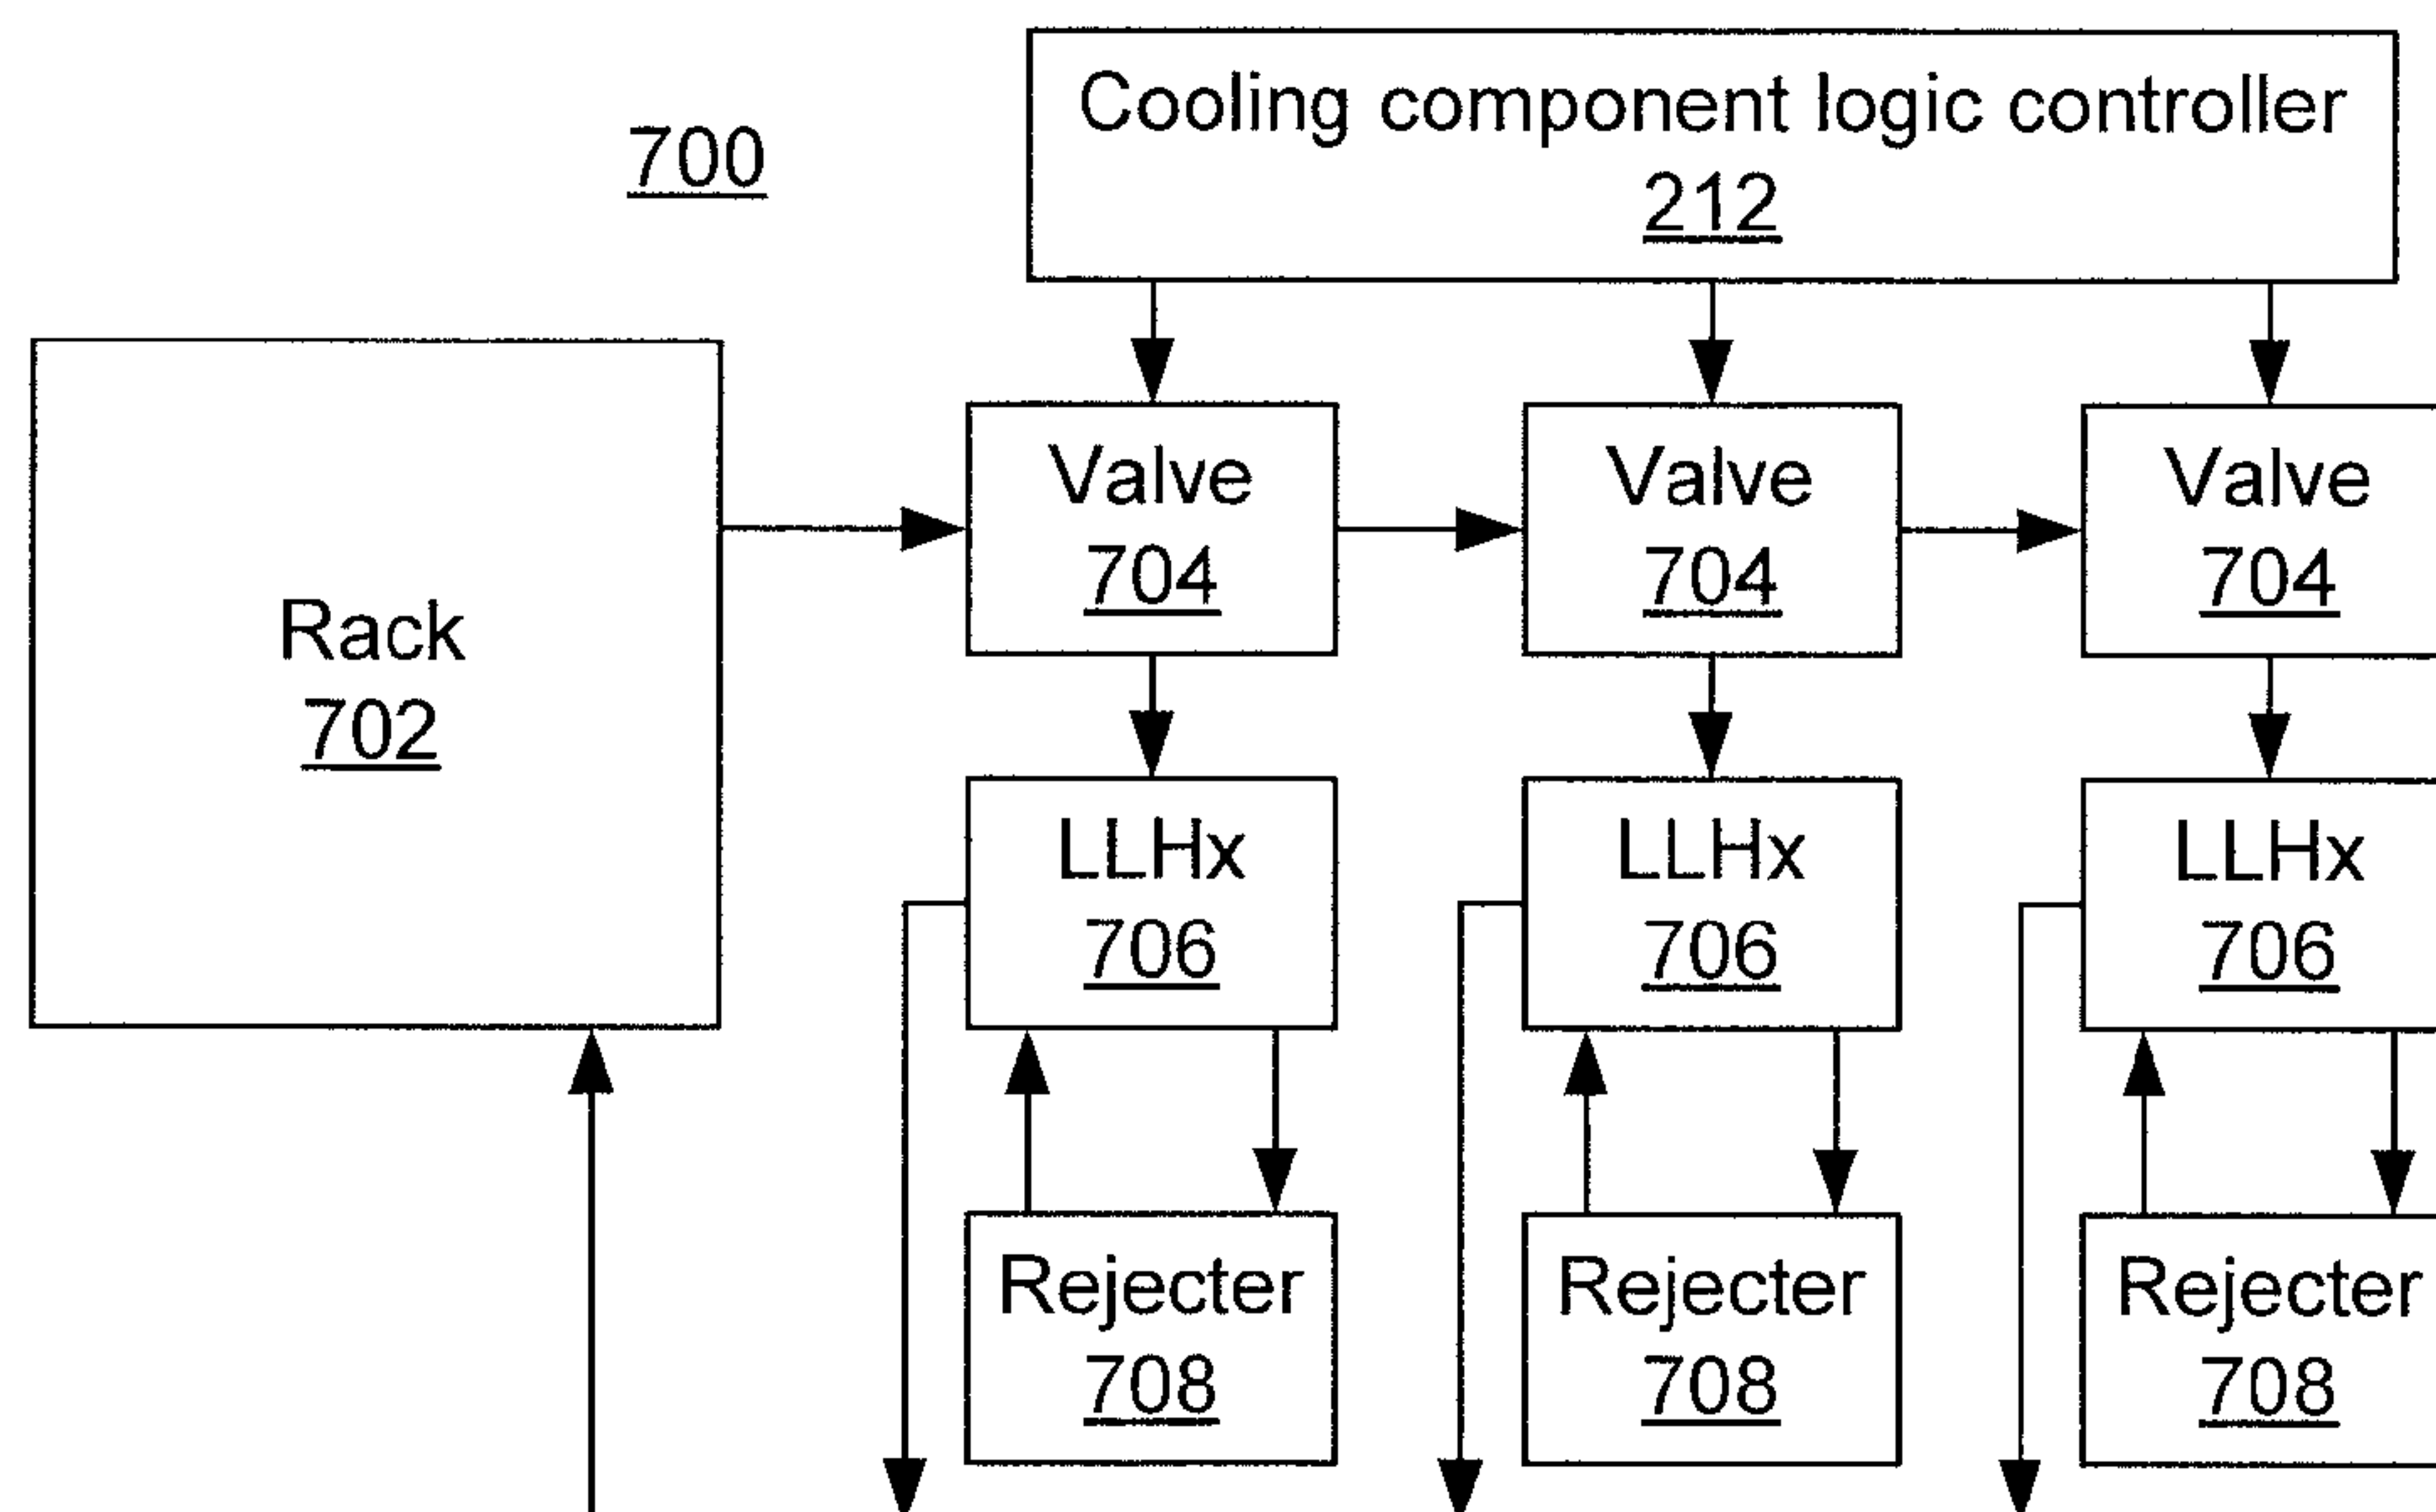 Cooling component logic controller
212
700
Valve
704
Valve
704
Valve
704
Rack
702
LLHx
706
LLHx
706
LLHx
706
Rejecter
708
Rejecter
708
Rejecter
708